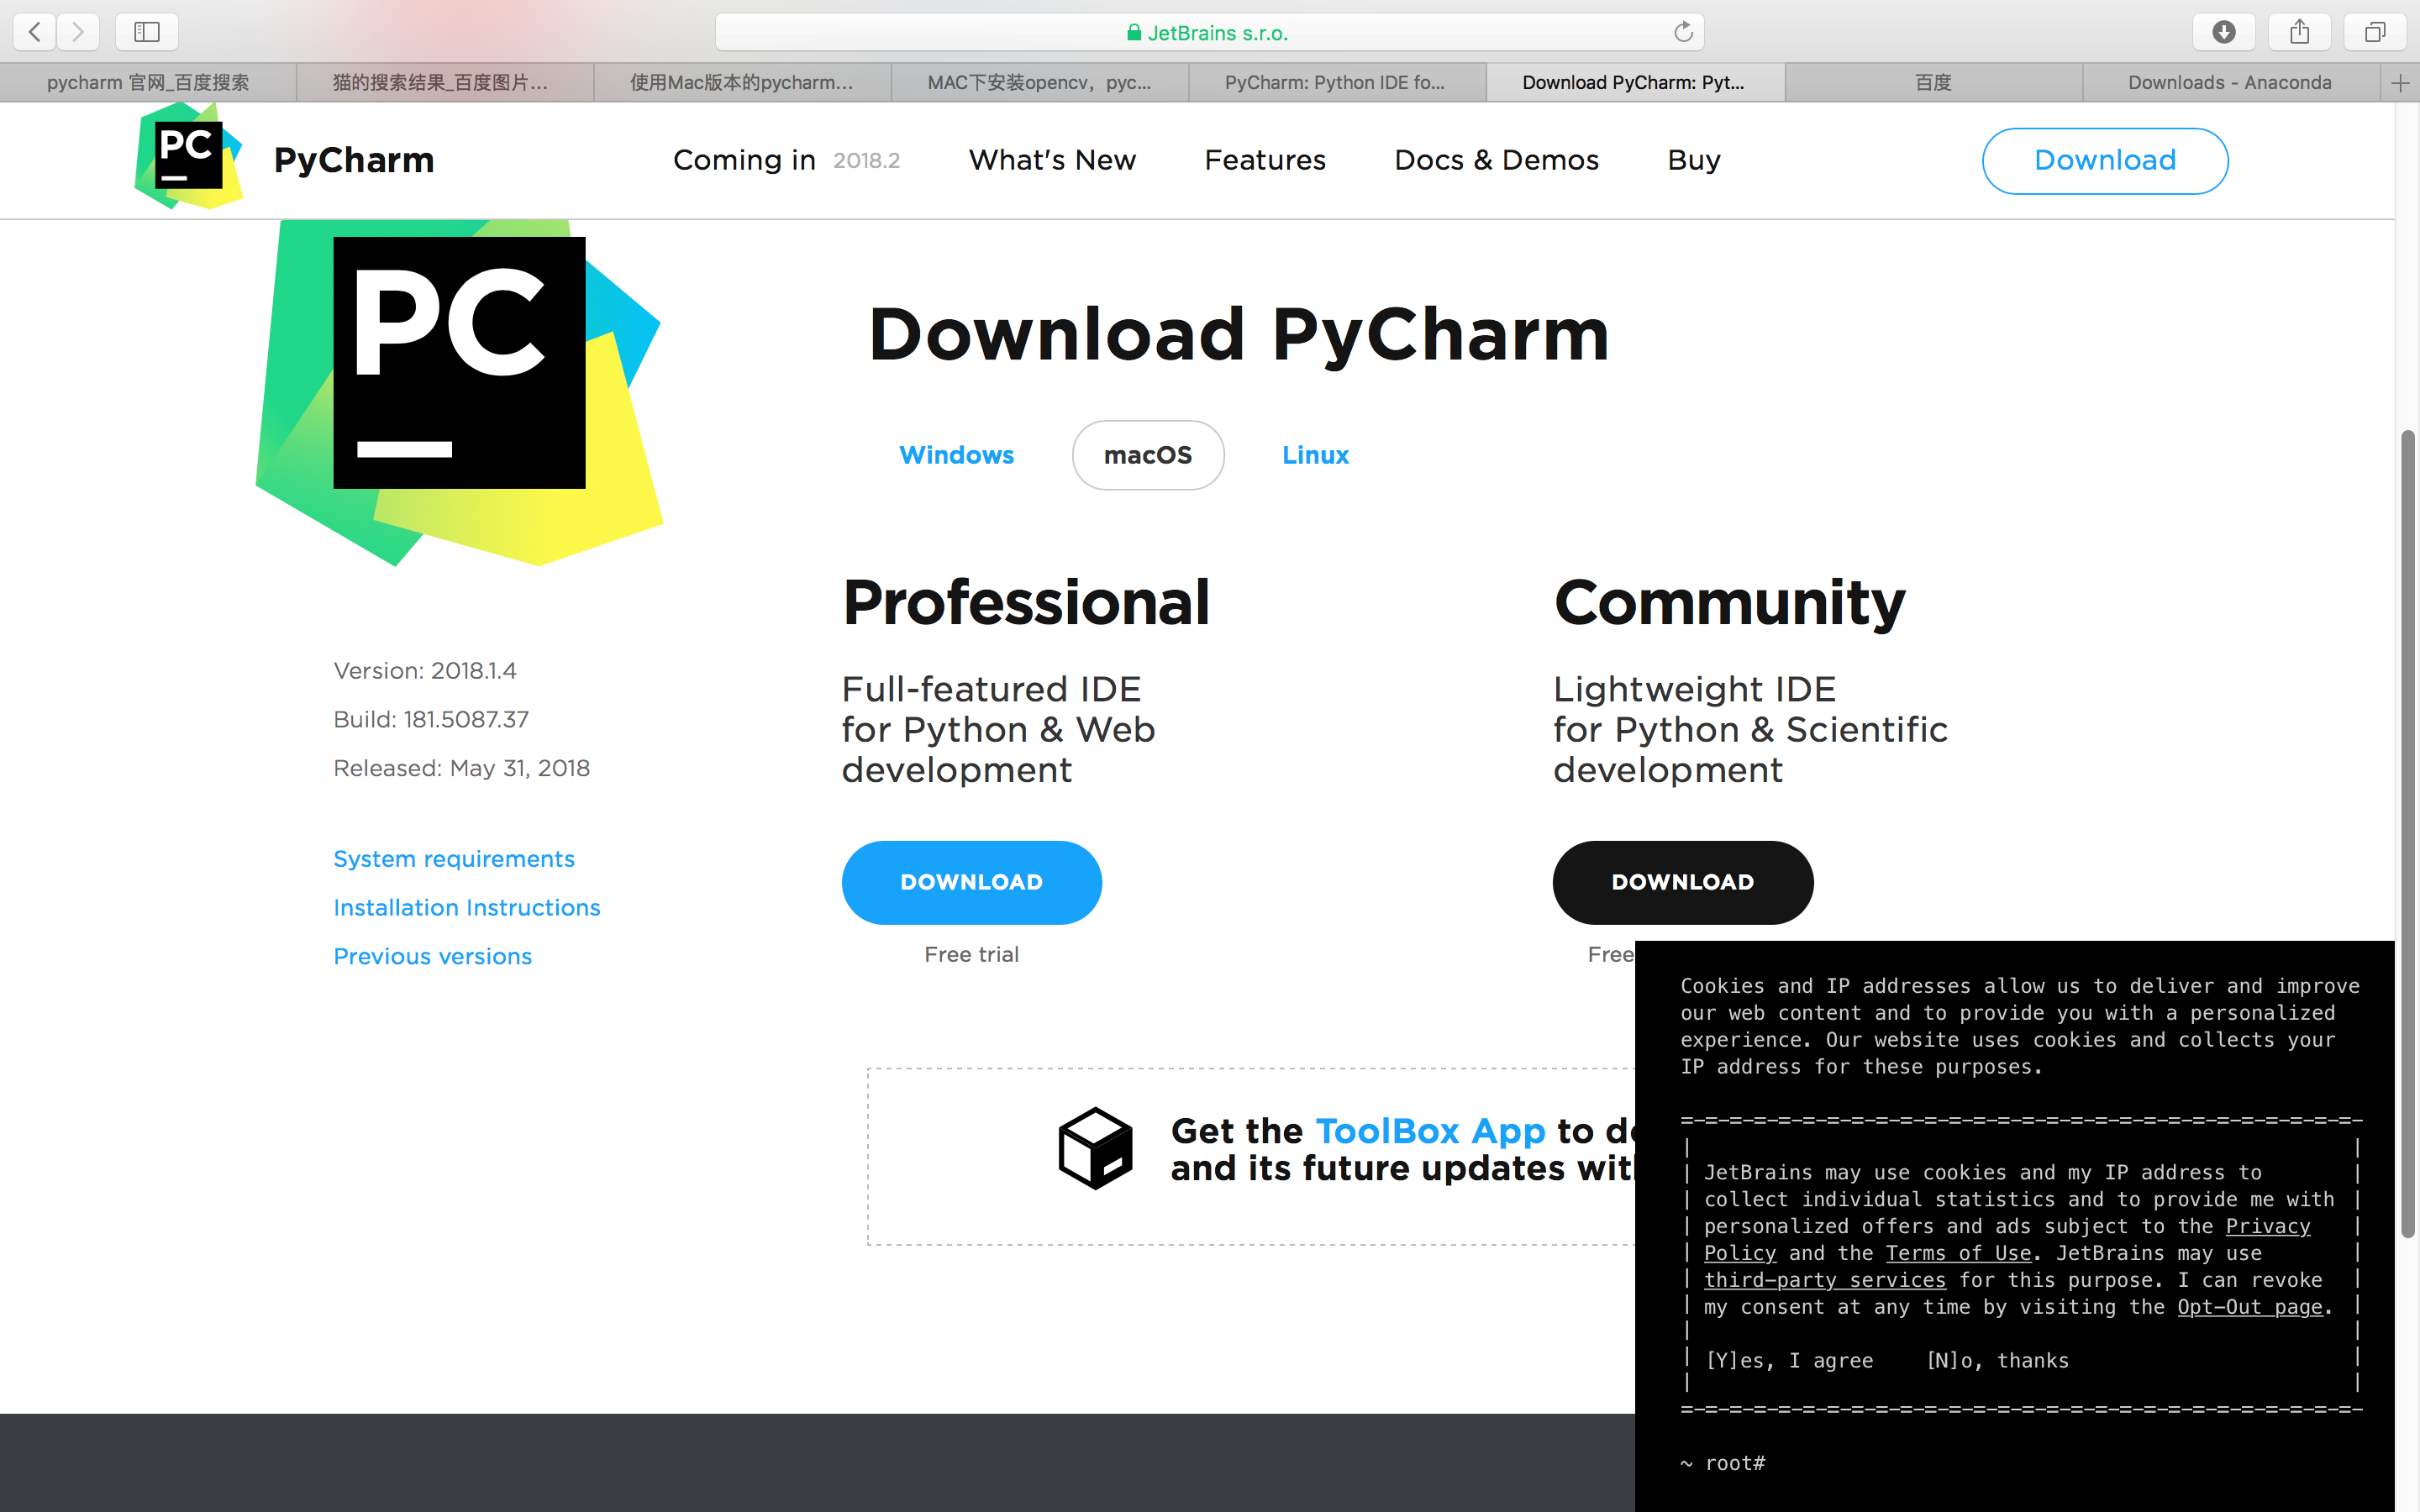 JetBrains s.r.o.
pycharm 官网_百度搜索
猫的搜索结果_百度图片...
使用Mac版本的pycharm...
MAC下安装opencv，pyc...
PyCharm: Python IDE fo...
Download PyCharm: Pyt...
百度
Downloads - Anaconda
PC
PyCharm
Coming in 2018.2
What's New
Features
Docs & Demos
Buy
Download
PC
Download PyCharm
Windows
macOS
Linux
Version: 2018.1.4
Build: 181.5087.37
Released: May 31, 2018
System requirements
Installation Instructions
Previous versions
Professional
Full-featured IDE
for Python & Web
development
DOWNLOAD
Free trial
Community
Lightweight IDE
for Python & Scientific
development
DOWNLOAD
Free
Get the ToolBox App to
and its future updates
Cookies and IP addresses allow us to deliver and improve
our web content and to provide you with a personalized
experience. Our website uses cookies and collects your
IP address for these purposes.
JetBrains may use cookies and my IP address to
collect individual statistics and to provide me with
personalized offers and ads subject to the Privacy
Policy and the Terms of Use. JetBrains may use
third-party services for this purpose. I can revoke
my consent at any time by visiting the Opt-Out page.
[Y]es, I agree [N]o, thanks
~ root#